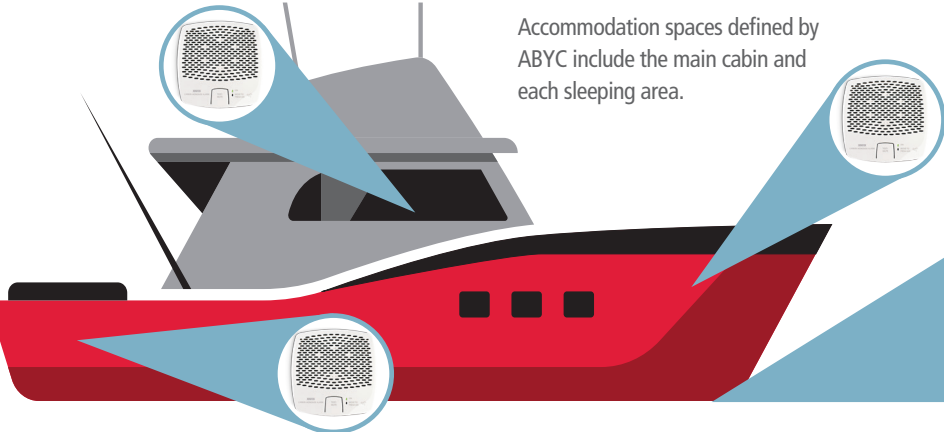 Accommodation spaces defined by
ABYC include the main cabin and
each sleeping area.